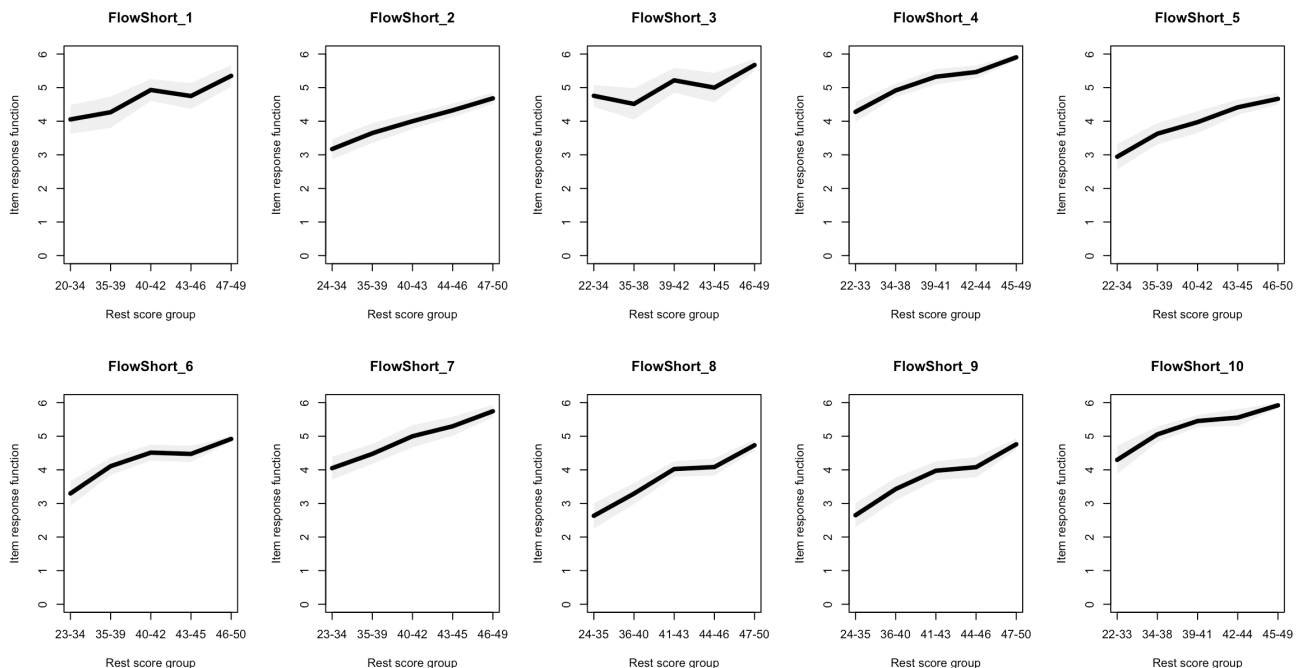 FlowShort_1
Item response function
0 1 2 3 4 5 6
20-34 35-39 40-42 43-46 47-49
Rest score group
FlowShort_2
Item response function
0 1 2 3 4 5 6
24-34 35-39 40-43 44-46 47-50
Rest score group
FlowShort_3
Item response function
0 1 2 3 4 5 6
22-34 35-38 39-42 43-45 46-49
Rest score group
FlowShort_4
Item response function
0 1 2 3 4 5 6
22-33 34-38 39-41 42-44 45-49
Rest score group
FlowShort_5
Item response function
0 1 2 3 4 5 6
22-34 35-39 40-42 43-45 46-50
Rest score group
FlowShort_6
Item response function
0 1 2 3 4 5 6
23-34 35-39 40-42 43-45 46-50
Rest score group
FlowShort_7
Item response function
0 1 2 3 4 5 6
23-34 35-39 40-42 43-45 46-49
Rest score group
FlowShort_8
Item response function
0 1 2 3 4 5 6
24-35 36-40 41-43 44-46 47-50
Rest score group
FlowShort_9
Item response function
0 1 2 3 4 5 6
24-35 36-40 41-43 44-46 47-50
Rest score group
FlowShort_10
Item response function
0 1 2 3 4 5 6
22-33 34-38 39-41 42-44 45-49
Rest score group